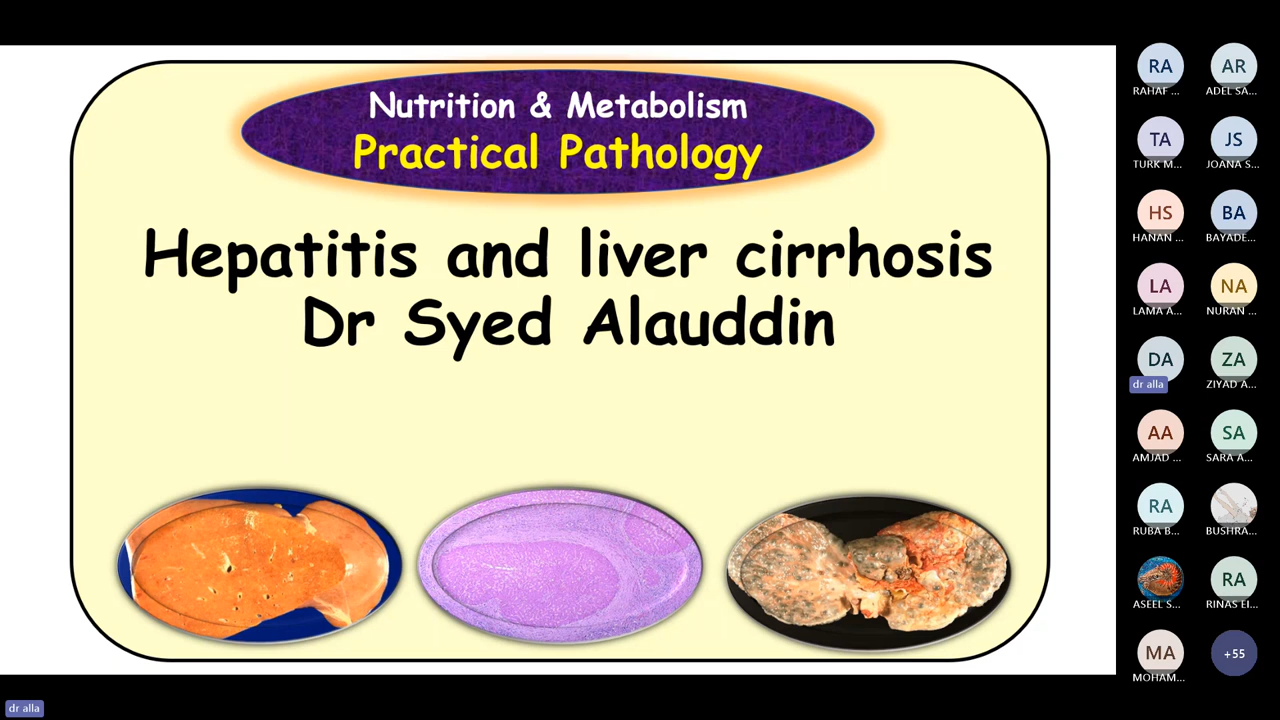 Nutrition & Metabolism
Practical Pathology
Hepatitis and liver cirrhosis
Dr Syed Alauddin
RA
RAHAF ...
AR
ADEL SA...
TA
TURK M...
JS
JOANA S...
HS
HANAN ...
BA
BAYADE...
LA
LAMA A...
NA
NURAN ...
DA
dr alla
ZA
ZIYAD A...
AA
AMJAD ...
SA
SARA A...
RA
RUBA B...
BUSHRA...
ASEEL S...
RA
RINAS EI...
MA
MOHAM...
+55
dr alla